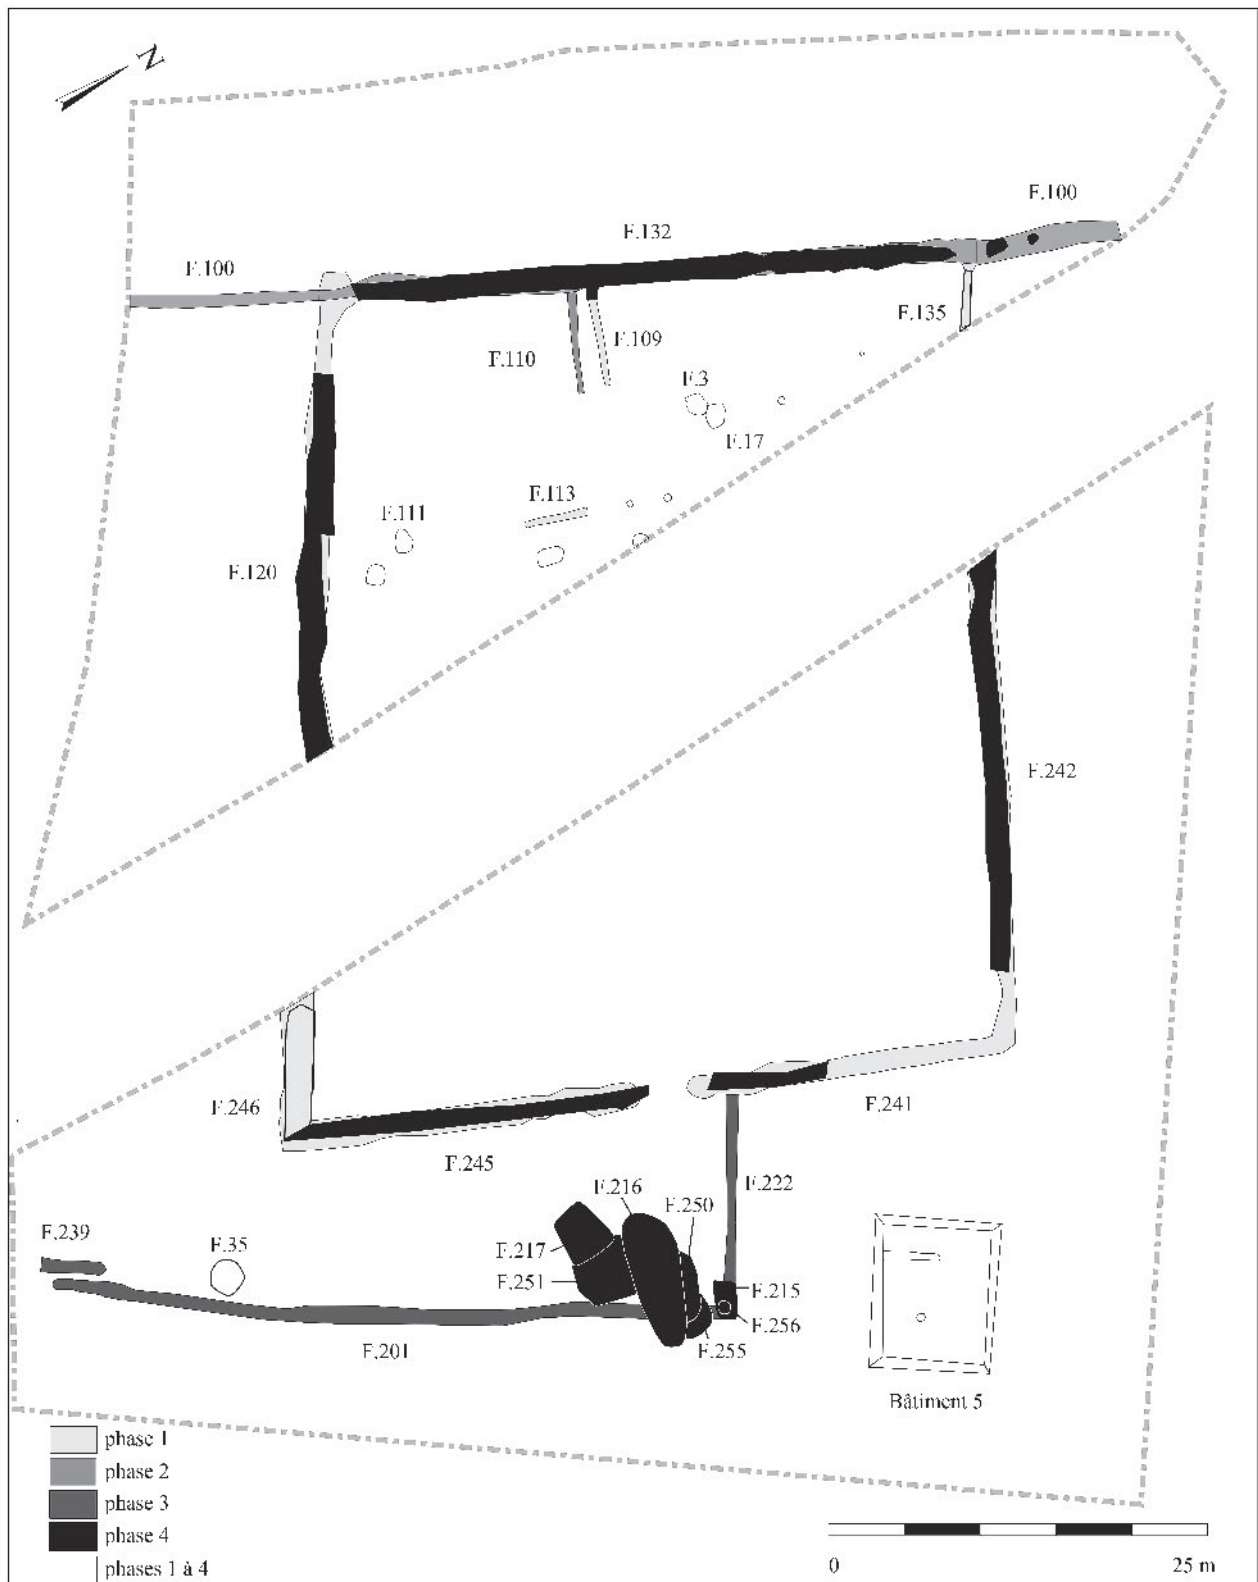 N
F.100
F.132
F.100
F.135
F.109
F.110
F.3
F.17
F.113
F.111
F.120
F.242
F.246
F.241
F.245
F.222
F.216
F.250
F.239
F.35
F.217
F.251
F.215
F.256
F.255
F.201
Bâtiment 5
phase 1
phase 2
phase 3
phase 4
phases 1 à 4
0 25 m